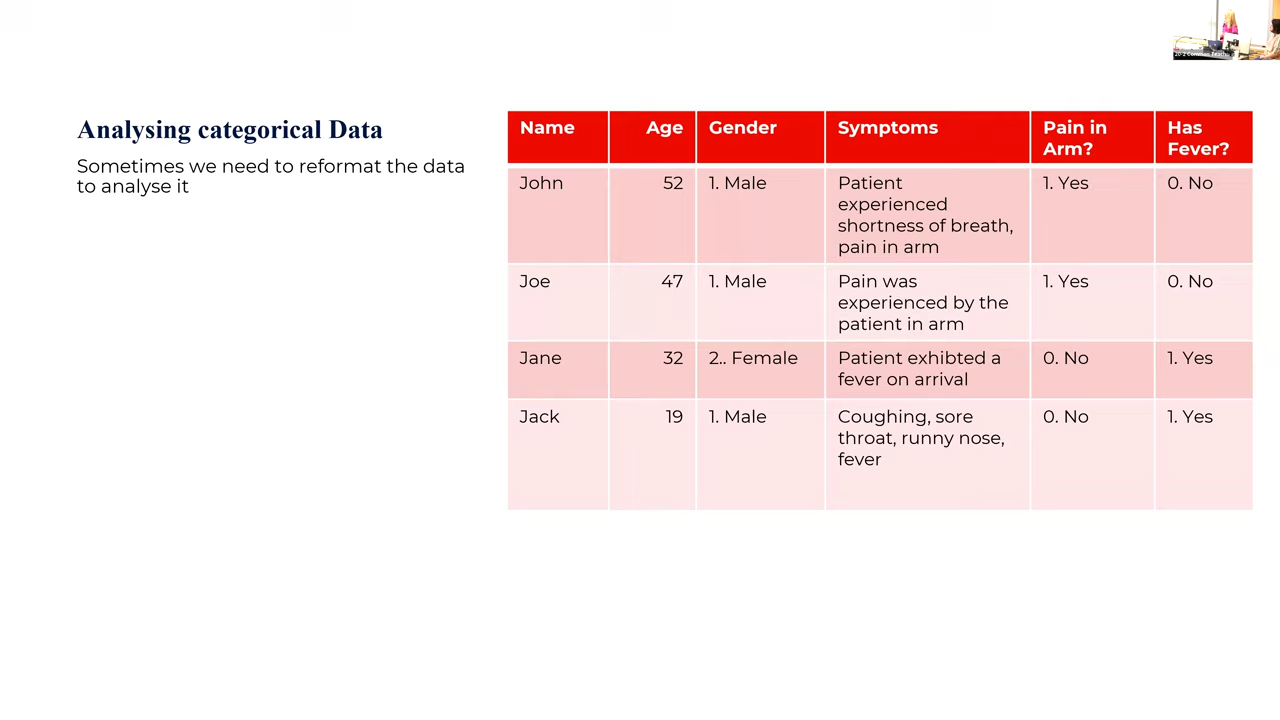 Analysing categorical Data
Sometimes we need to reformat the data
to analyse it
Name Age Gender Symptoms Pain in Arm? Has Fever?
John 52 1. Male Patient experienced shortness of breath, pain in arm 1. Yes 0. No
Joe 47 1. Male Pain was experienced by the patient in arm 1. Yes 0. No
Jane 32 2.. Female Patient exhibted a fever on arrival 0. No 1. Yes
Jack 19 1. Male Coughing, sore throat, runny nose, fever 0. No 1. Yes